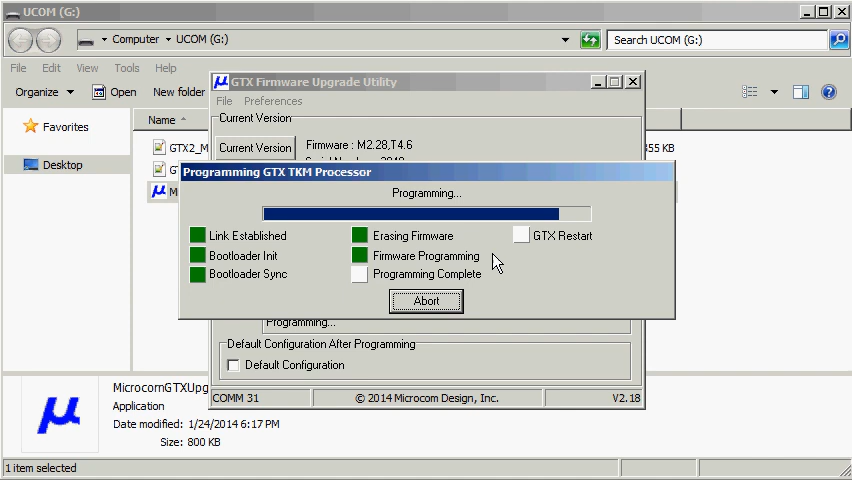 UCOM (G:)
Computer UCOM (G:)
Search UCOM (G:)
File Edit View Tools Help
Organize Open New folder
GTX Firmware Upgrade Utility
File Preferences
Current Version
Current Version Firmware : M2.28,T4.6
Favorites
Desktop
Name
GTX2_M
355 KB
Programming GTX TKM Processor
Programming...
Link Established Erasing Firmware GTX Restart
Bootloader Init Firmware Programming
Bootloader Sync Programming Complete
Abort
Programming...
Default Configuration After Programming
Default Configuration
COMM 31 © 2014 Microcom Design, Inc. V2.18
MicrocomGTXUpg
Application
Date modified: 1/24/2014 6:17 PM
Size: 800 KB
1 item selected